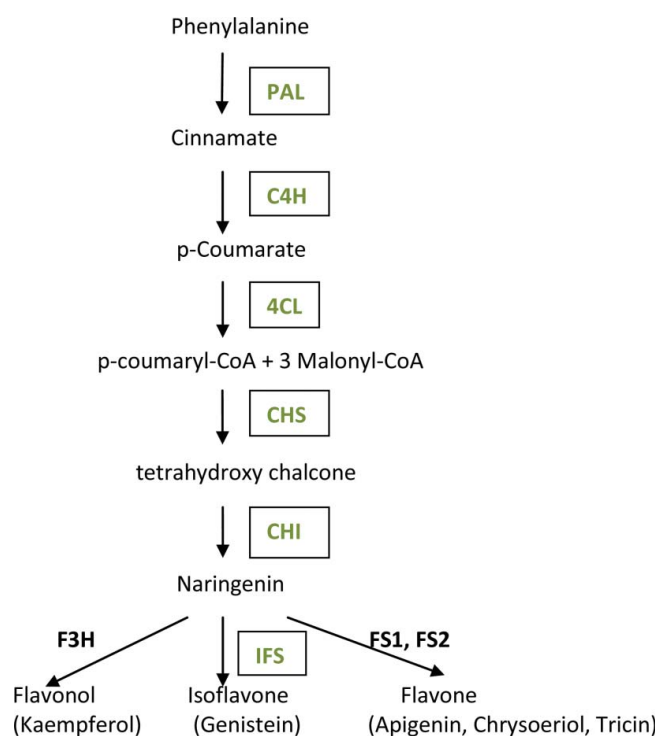 Phenylalanine
PAL
Cinnamate
C4H
p-Coumarate
4CL
p-coumaryl-CoA + 3 Malonyl-CoA
CHS
tetrahydroxy chalcone
CHI
Naringenin
F3H
IFS
FS1, FS2
Flavonol
(Kaempferol)
Isoflavone
(Genistein)
Flavone
(Apigenin, Chrysoeriol, Tricin)